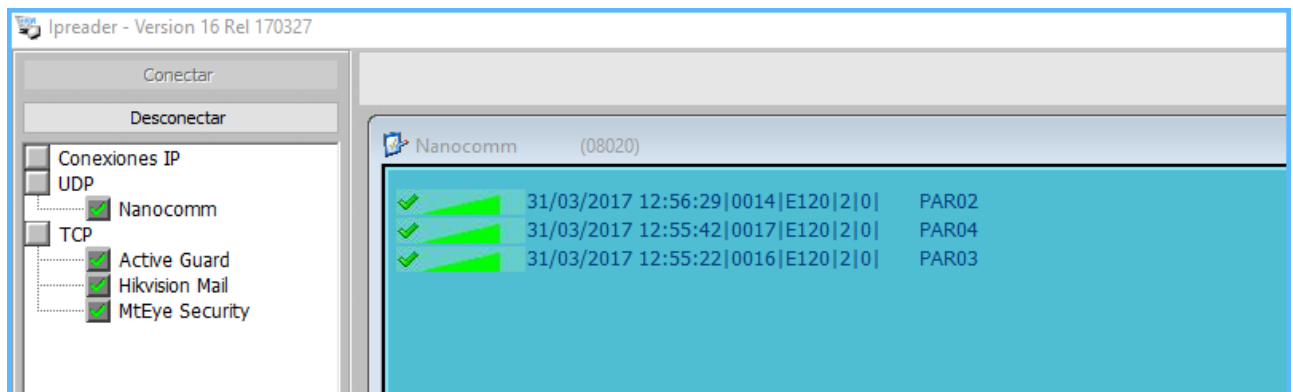 Ipreader - Version 16 Rel 170327
Conectar
Desconectar
Conexiones IP
UDP
Nanocomm
TCP
Active Guard
Hikvision Mail
MtEye Security
Nanocomm (08020)
31/03/2017 12:56:29|0014|E120|2|0| PAR02
31/03/2017 12:55:42|0017|E120|2|0| PAR04
31/03/2017 12:55:22|0016|E120|2|0| PAR03